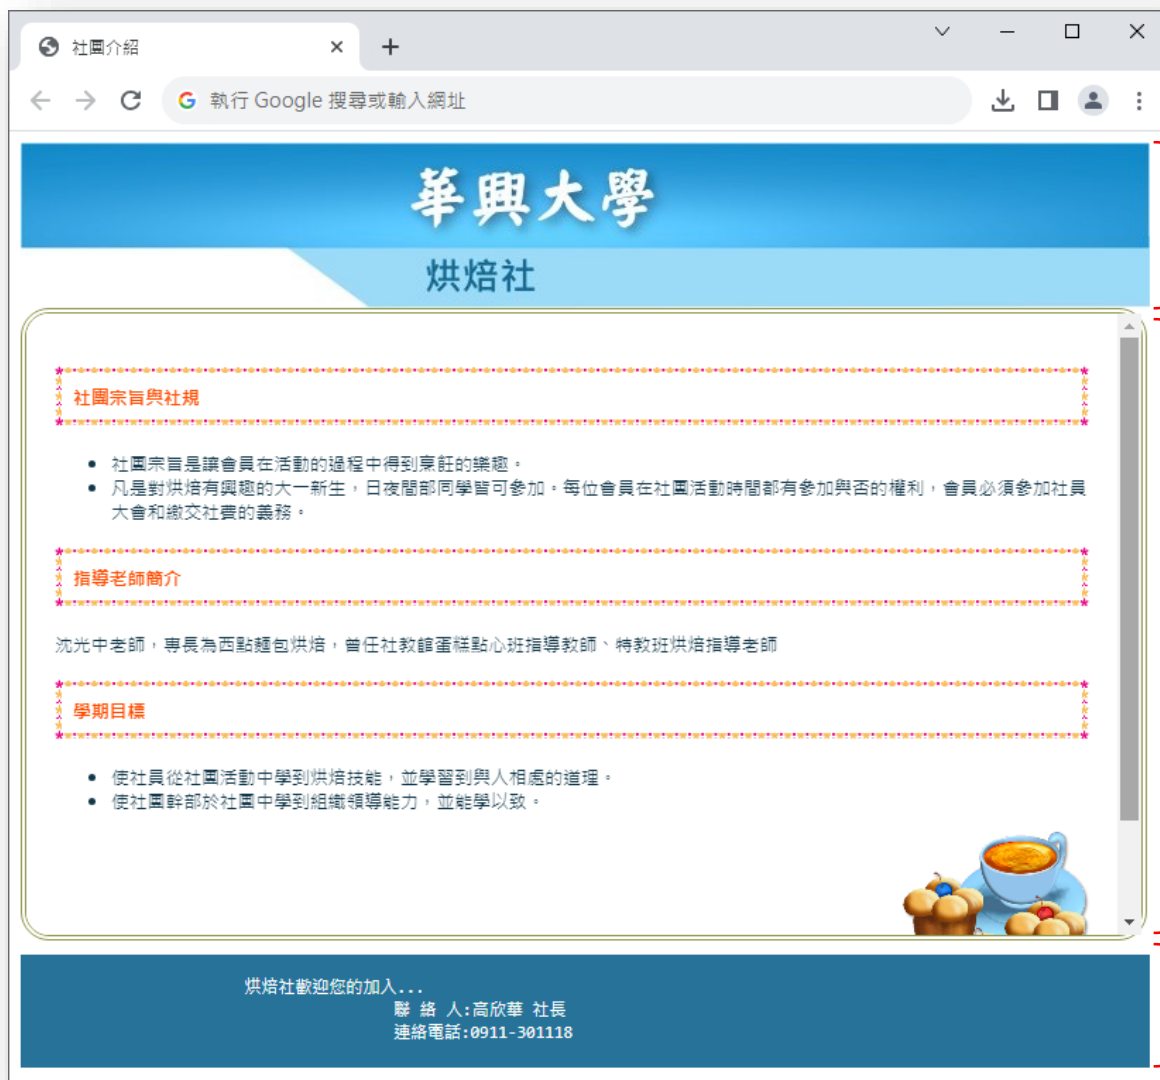 社團介紹
執行 Google 搜尋或輸入網址
華興大學
烘焙社
社團宗旨與社規
社團宗旨是讓會員在活動的過程中得到烹飪的樂趣。
凡是對烘焙有興趣的大一新生，日夜間部同學皆可參加。每位會員在社團活動時間都有參加與否的權利，會員必須參加社員
大會和繳交社費的義務。
指導老師簡介
沈光中老師，專長為西點麵包烘焙，曾任社教館蛋糕點心班指導教師、特教班烘焙指導老師
學期目標
使社員從社團活動中學到烘焙技能，並學習到與人相處的道理。
使社團幹部於社團中學到組織領導能力，並能學以致。
烘焙社歡迎您的加入...
聯 絡 人:高欣華 社長
連絡電話:0911-301118